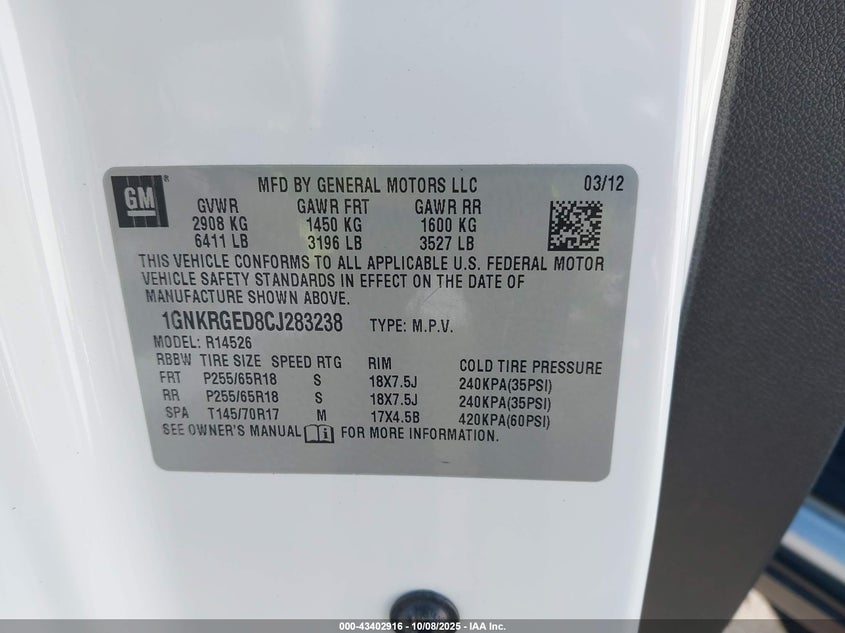 GM®
MFD BY GENERAL MOTORS LLC 03/12
GVWR GAWR FRT GAWR RR
2908 KG 1450 KG 1600 KG
6411 LB 3196 LB 3527 LB
THIS VEHICLE CONFORMS TO ALL APPLICABLE U.S. FEDERAL MOTOR
VEHICLE SAFETY STANDARDS IN EFFECT ON THE DATE OF
MANUFACTURE SHOWN ABOVE.
1GNKRGED8CJ283238 TYPE: M.P.V.
MODEL: R14526
RBBW TIRE SIZE SPEED RTG RIM COLD TIRE PRESSURE
FRT P255/65R18 S 18X7.5J 240KPA(35PSI)
RR P255/65R18 S 18X7.5J 240KPA(35PSI)
SPA T145/70R17 M 17X4.5B 420KPA(60PSI)
SEE OWNER'S MANUAL FOR MORE INFORMATION.
000-43402916 - 10/08/2025 - IAA Inc.